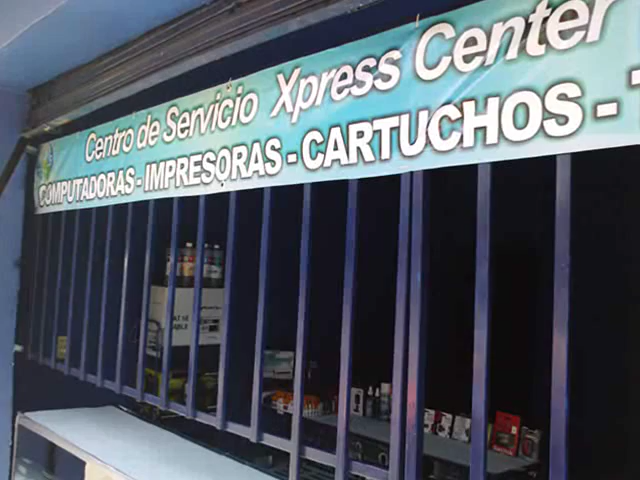 Centro de Servicio Xpress Center
COMPUTADORAS - IMPRESORAS - CARTUCHOS -